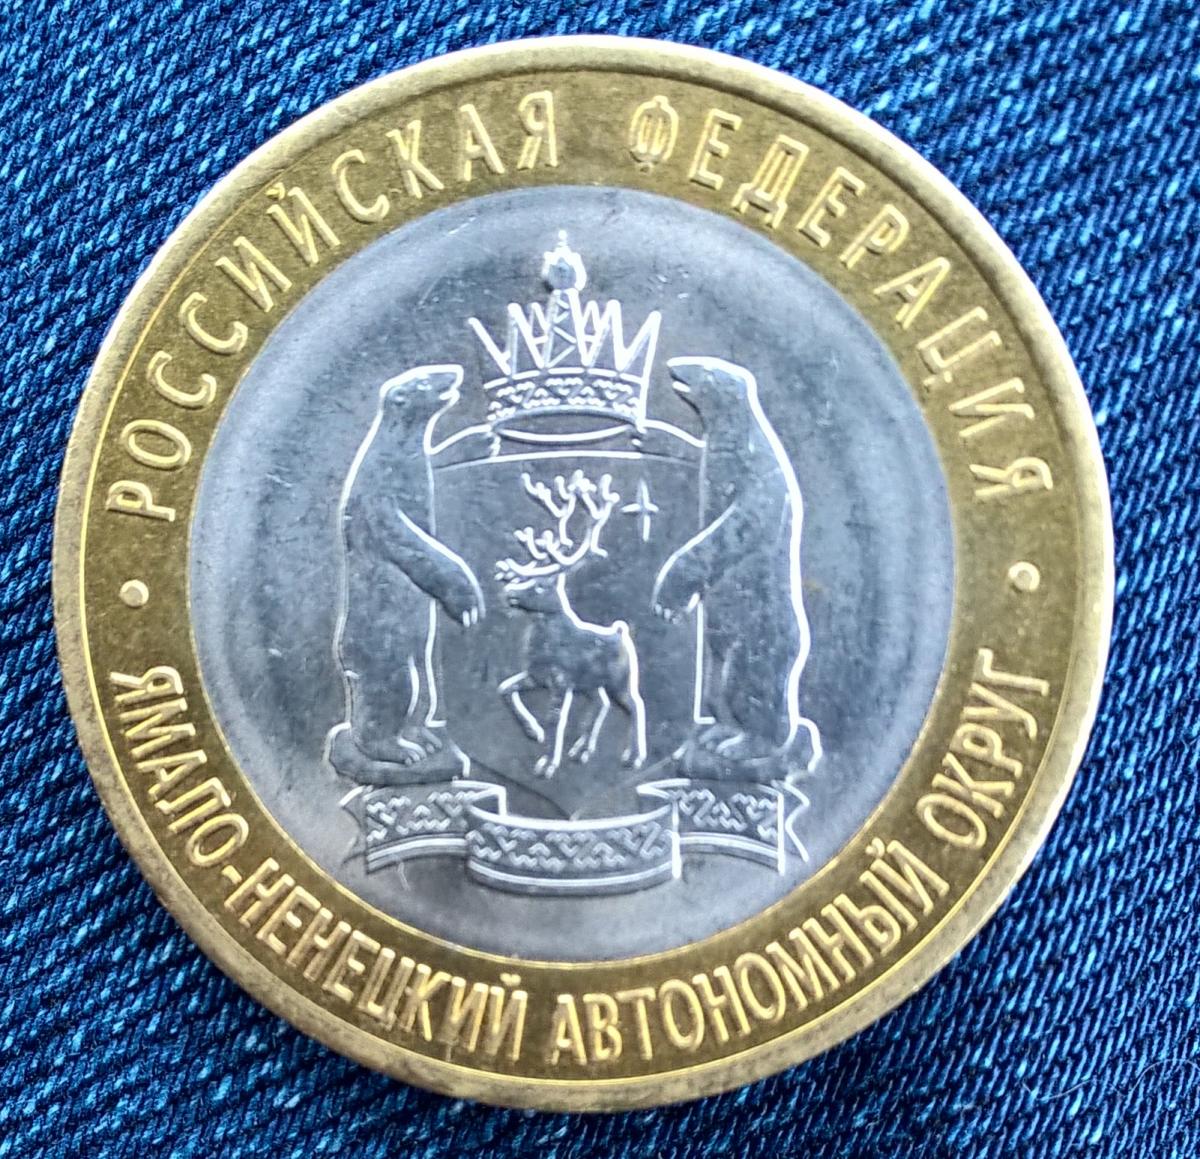 РОССИЙСКАЯ ФЕДЕРАЦИЯ
ЯМАЛО-НЕНЕЦКИЙ АВТОНОМНЫЙ ОКРУГ